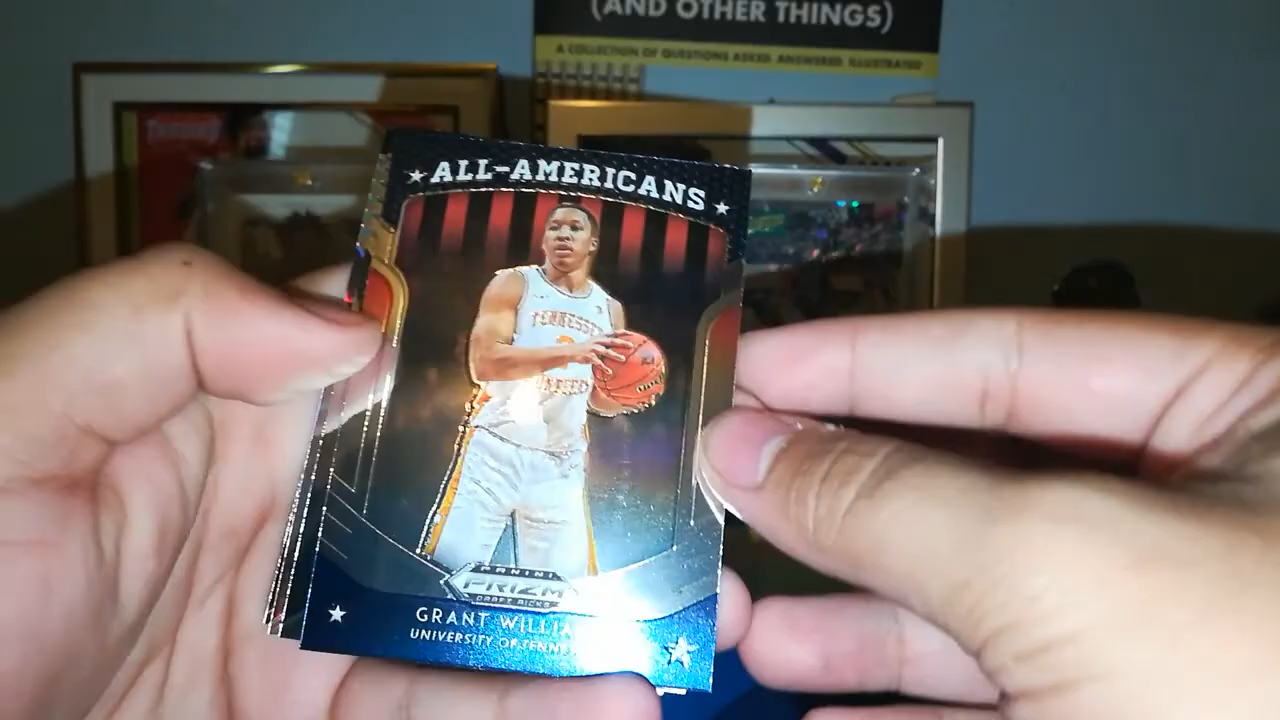 (AND OTHER THINGS)
A COLLECTION OF QUESTIONS ASKED. ANSWERED. ILLUSTRATED
ALL-AMERICANS
TENNESSEE
PANINI
PRIZM
DRAFT PICKS
GRANT WILLIA
UNIVERSITY OF TENNE